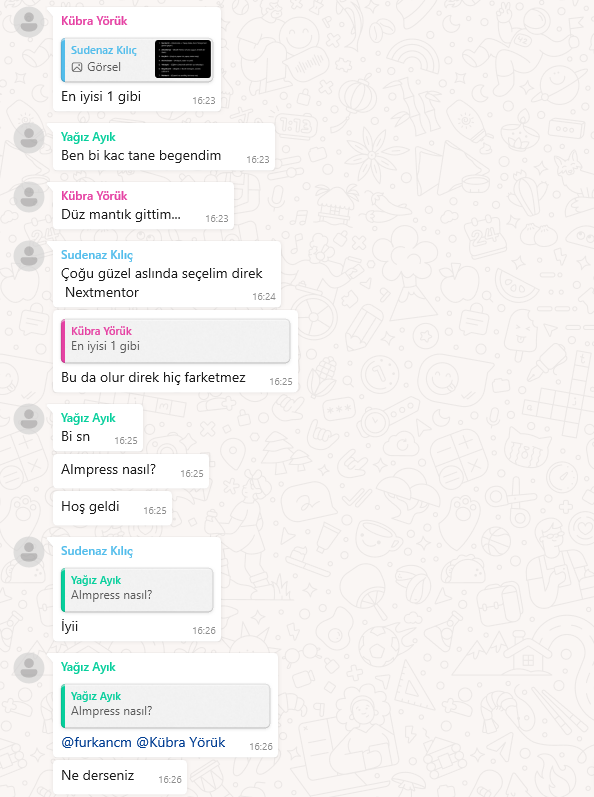 Kübra Yörük
Sudenaz Kılıç
Görsel
En iyisi 1 gibi
16:23
Yağız Ayık
Ben bi kac tane begendim
16:23
Kübra Yörük
Düz mantık gittim...
16:23
Sudenaz Kılıç
Çoğu güzel aslında seçelim direk
Nextmentor
16:24
Kübra Yörük
En iyisi 1 gibi
Bu da olur direk hiç farketmez
16:25
Yağız Ayık
Bi sn
16:25
Almpress nasıl?
16:25
Hoş geldi
16:25
Sudenaz Kılıç
Yağız Ayık
Almpress nasıl?
İyii
16:26
Yağız Ayık
Yağız Ayık
Almpress nasıl?
@furkancm @Kübra Yörük
16:26
Ne derseniz
16:26